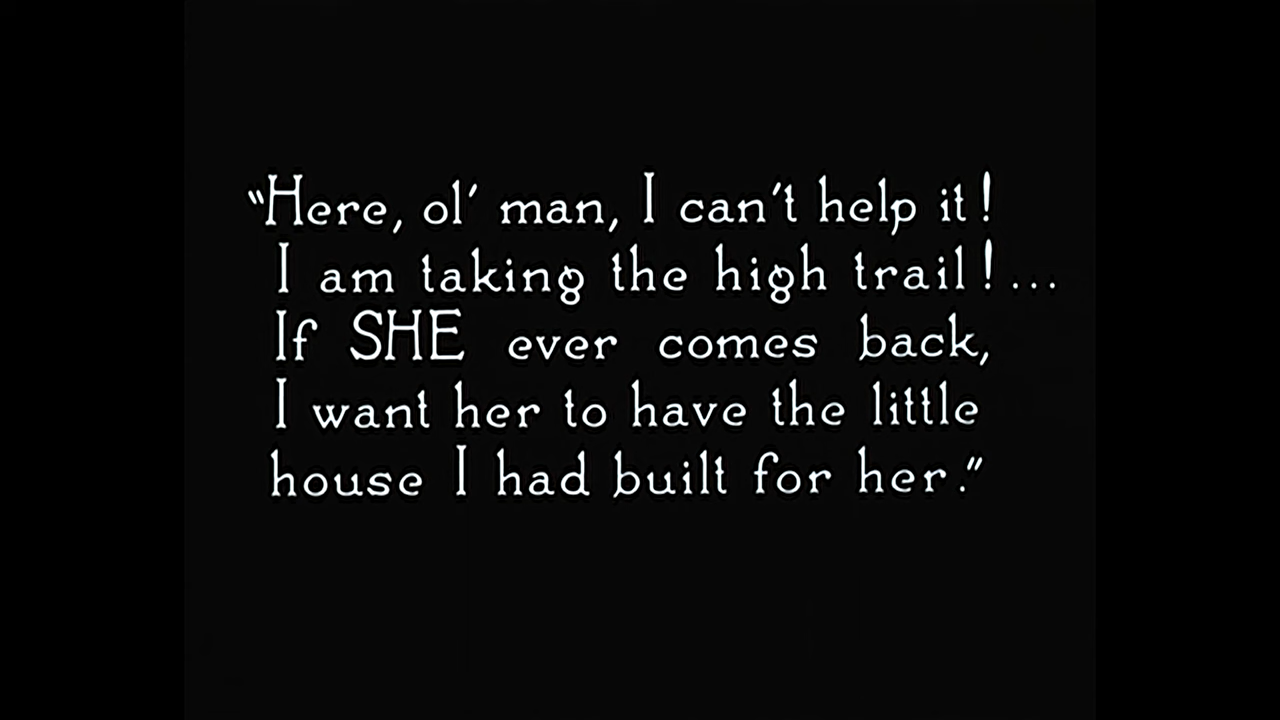 “Here, ol’ man, I can’t help it!
I am taking the high trail!...
If SHE ever comes back,
I want her to have the little
house I had built for her.”